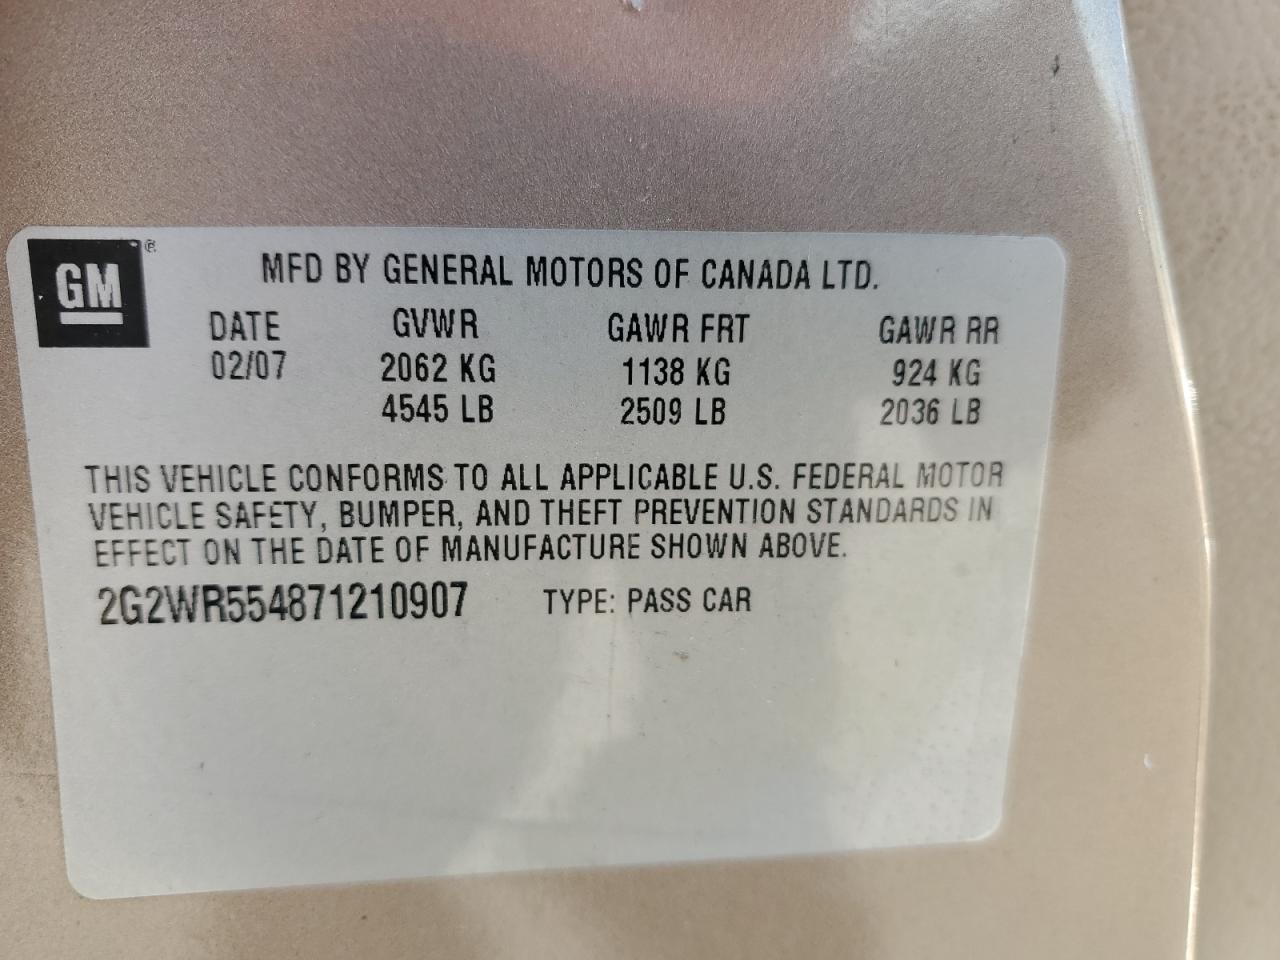 GM ®
MFD BY GENERAL MOTORS OF CANADA LTD.
DATE GVWR GAWR FRT GAWR RR
02/07 2062 KG 1138 KG 924 KG
4545 LB 2509 LB 2036 LB
THIS VEHICLE CONFORMS TO ALL APPLICABLE U.S. FEDERAL MOTOR
VEHICLE SAFETY, BUMPER, AND THEFT PREVENTION STANDARDS IN
EFFECT ON THE DATE OF MANUFACTURE SHOWN ABOVE.
2G2WR554871210907 TYPE: PASS CAR